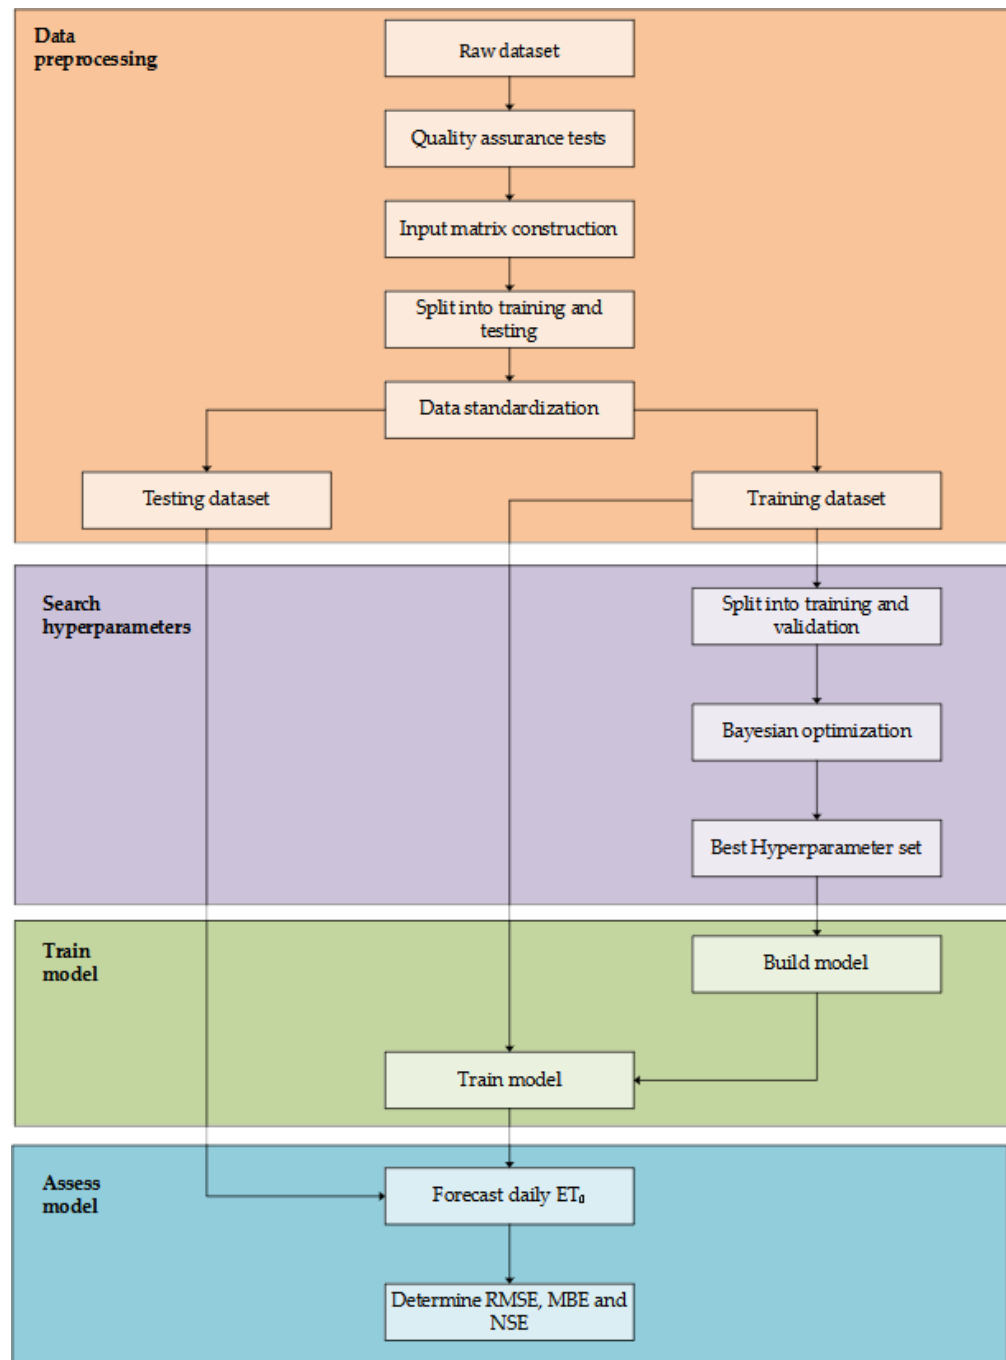 Data
preprocessing
Raw dataset
Quality assurance tests
Input matrix construction
Split into training and
testing
Data standardization
Testing dataset
Training dataset
Search
hyperparameters
Split into training and
validation
Bayesian optimization
Best Hyperparameter set
Train
model
Build model
Train model
Assess
model
Forecast daily ET₀
Determine RMSE, MBE and
NSE